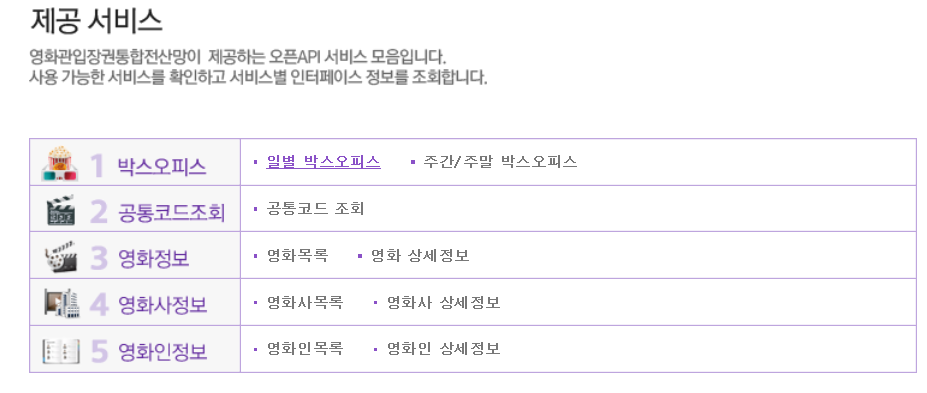 제공 서비스
영화관입장권통합전산망이 제공하는 오픈API 서비스 모음입니다.
사용 가능한 서비스를 확인하고 서비스별 인터페이스 정보를 조회합니다.
1 박스오피스 ▪ 일별 박스오피스 ▪ 주간/주말 박스오피스
2 공통코드조회 ▪ 공통코드 조회
3 영화정보 ▪ 영화목록 ▪ 영화 상세정보
4 영화사정보 ▪ 영화사목록 ▪ 영화사 상세정보
5 영화인정보 ▪ 영화인목록 ▪ 영화인 상세정보